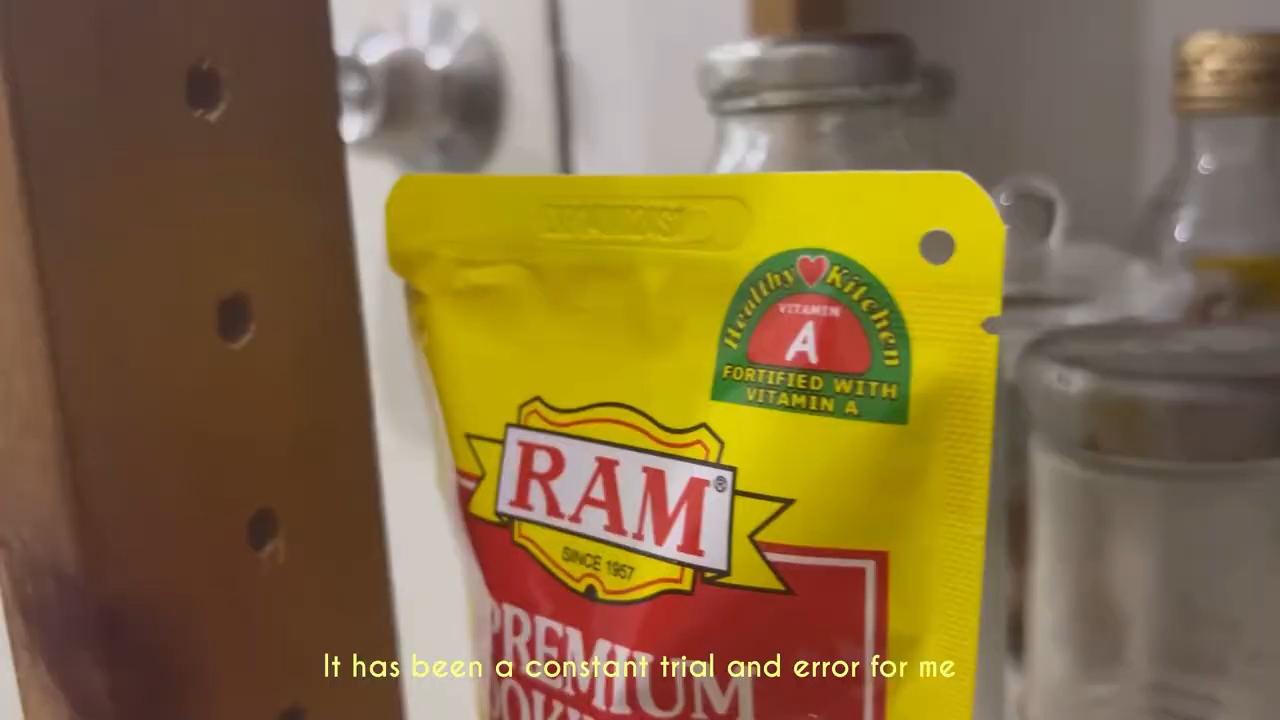 Healthy Kitchen
VITAMIN
A
FORTIFIED WITH
VITAMIN A
RAM®
SINCE 1957
PREMIUM
It has been a constant trial and error for me